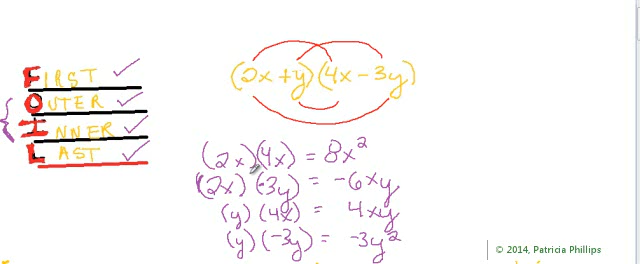 FIRST
OUTER
INNER
LAST
(2x+y)(4x-3y)
(2x)(4x) = 8x²
(2x)(-3y) = -6xy
(y)(4x) = 4xy
(y)(-3y) = -3y²
© 2014, Patricia Phillips